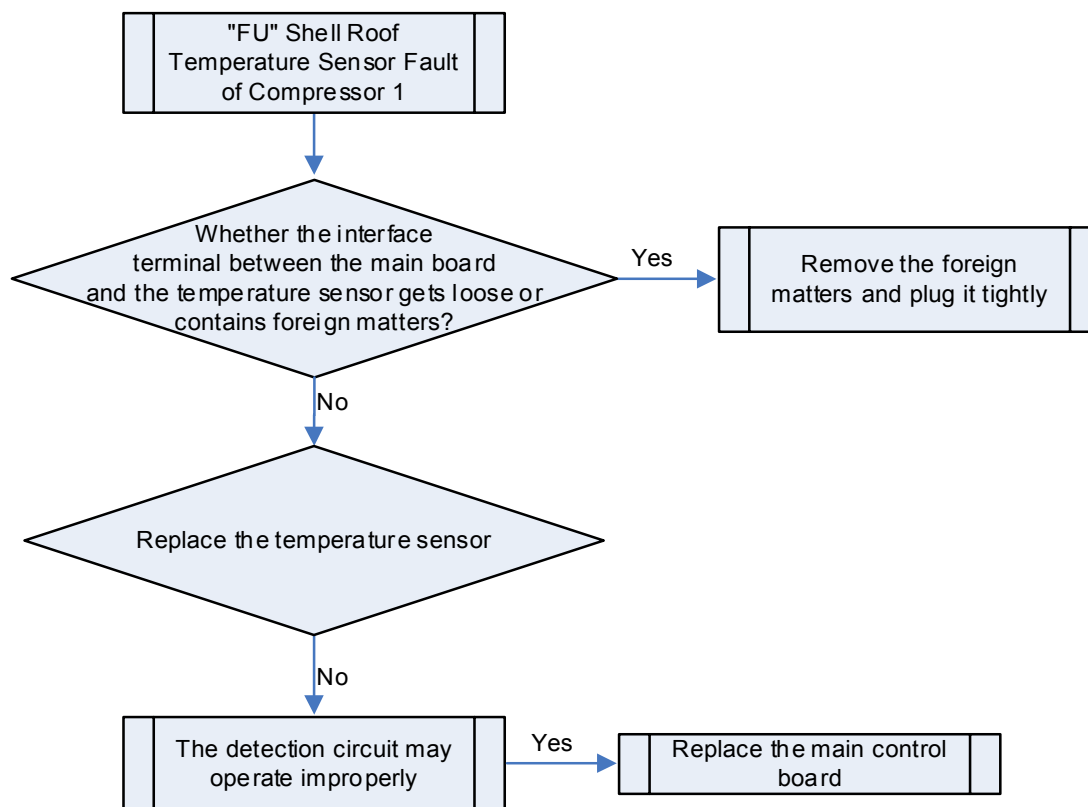 "FU" Shell Roof
Temperature Sensor Fault
of Compressor 1
Whether the interface
terminal between the main board
and the temperature sensor gets loose or
contains foreign matters?
Yes
Remove the foreign
matters and plug it tightly
No
Replace the temperature sensor
No
The detection circuit may
operate improperly
Yes
Replace the main control
board